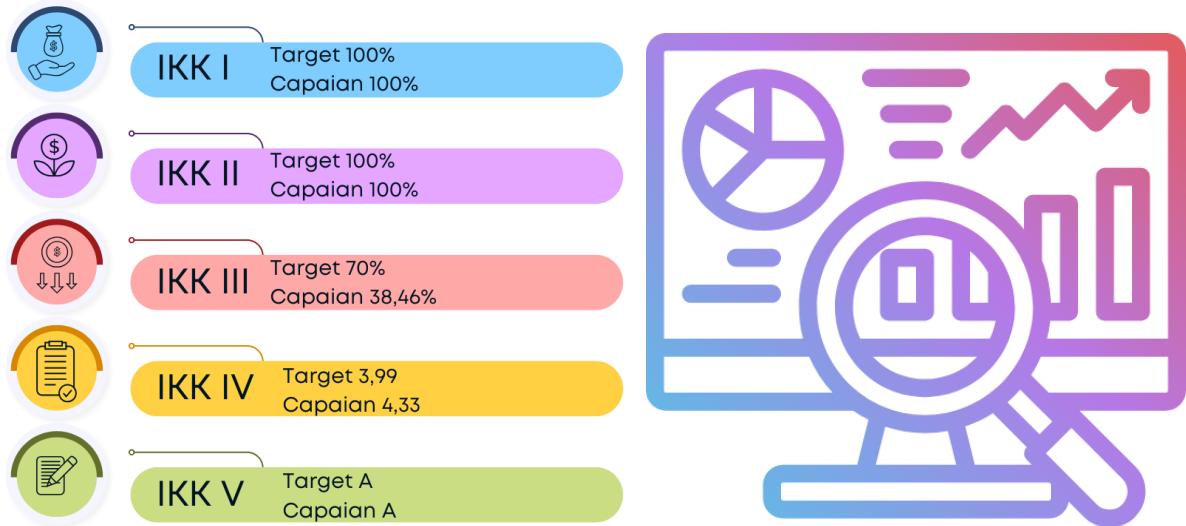 IKK I
Target 100%
Capaian 100%
IKK II
Target 100%
Capaian 100%
IKK III
Target 70%
Capaian 38,46%
IKK IV
Target 3,99
Capaian 4,33
IKK V
Target A
Capaian A